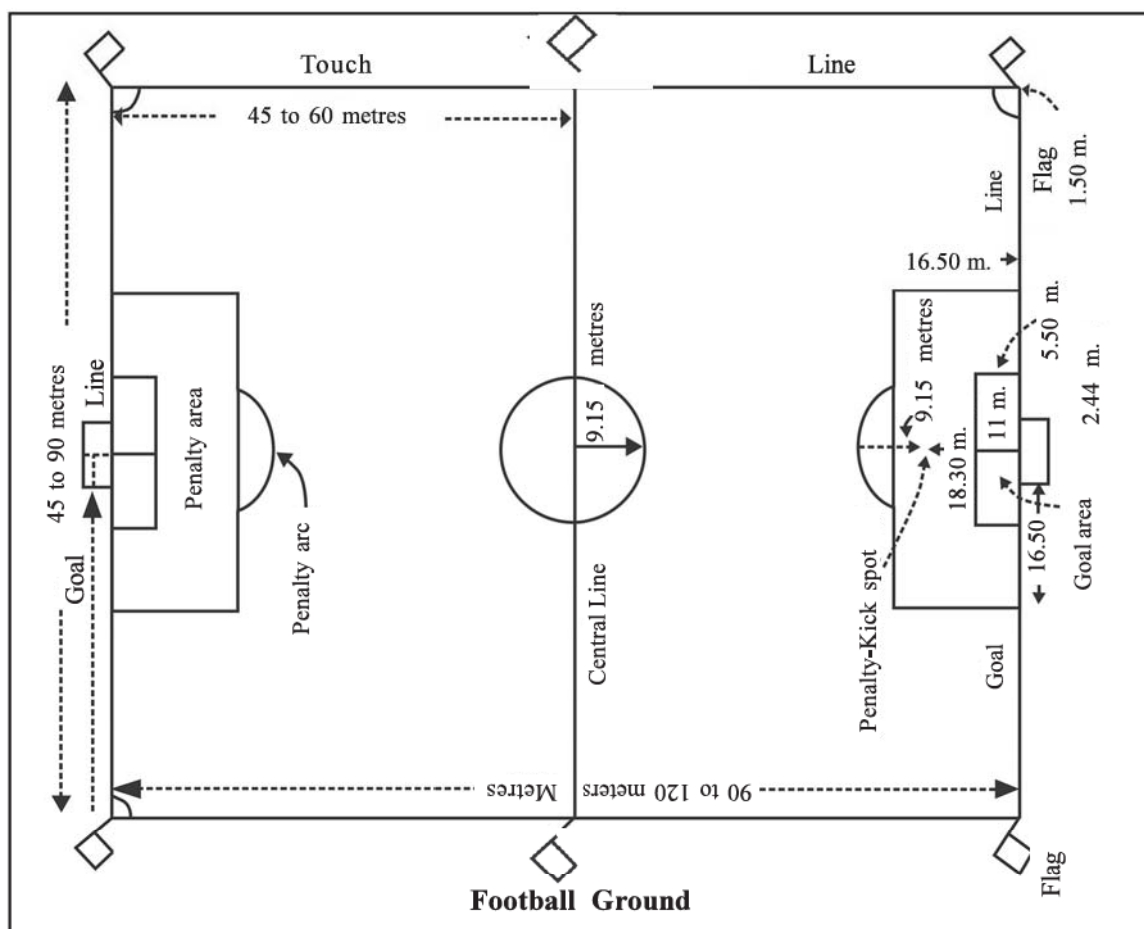 Touch
Line
45 to 60 metres
Flag
1.50 m.
Line
16.50 m.
5.50 m.
2.44 m.
9.15 metres
9.15 metres
11 m.
18.30 m.
16.50
Goal area
Penalty-Kick spot
Goal
Line
45 to 90 metres
Penalty area
Goal
Penalty arc
Central Line
90 to 120 meters Metres
Flag
Football Ground